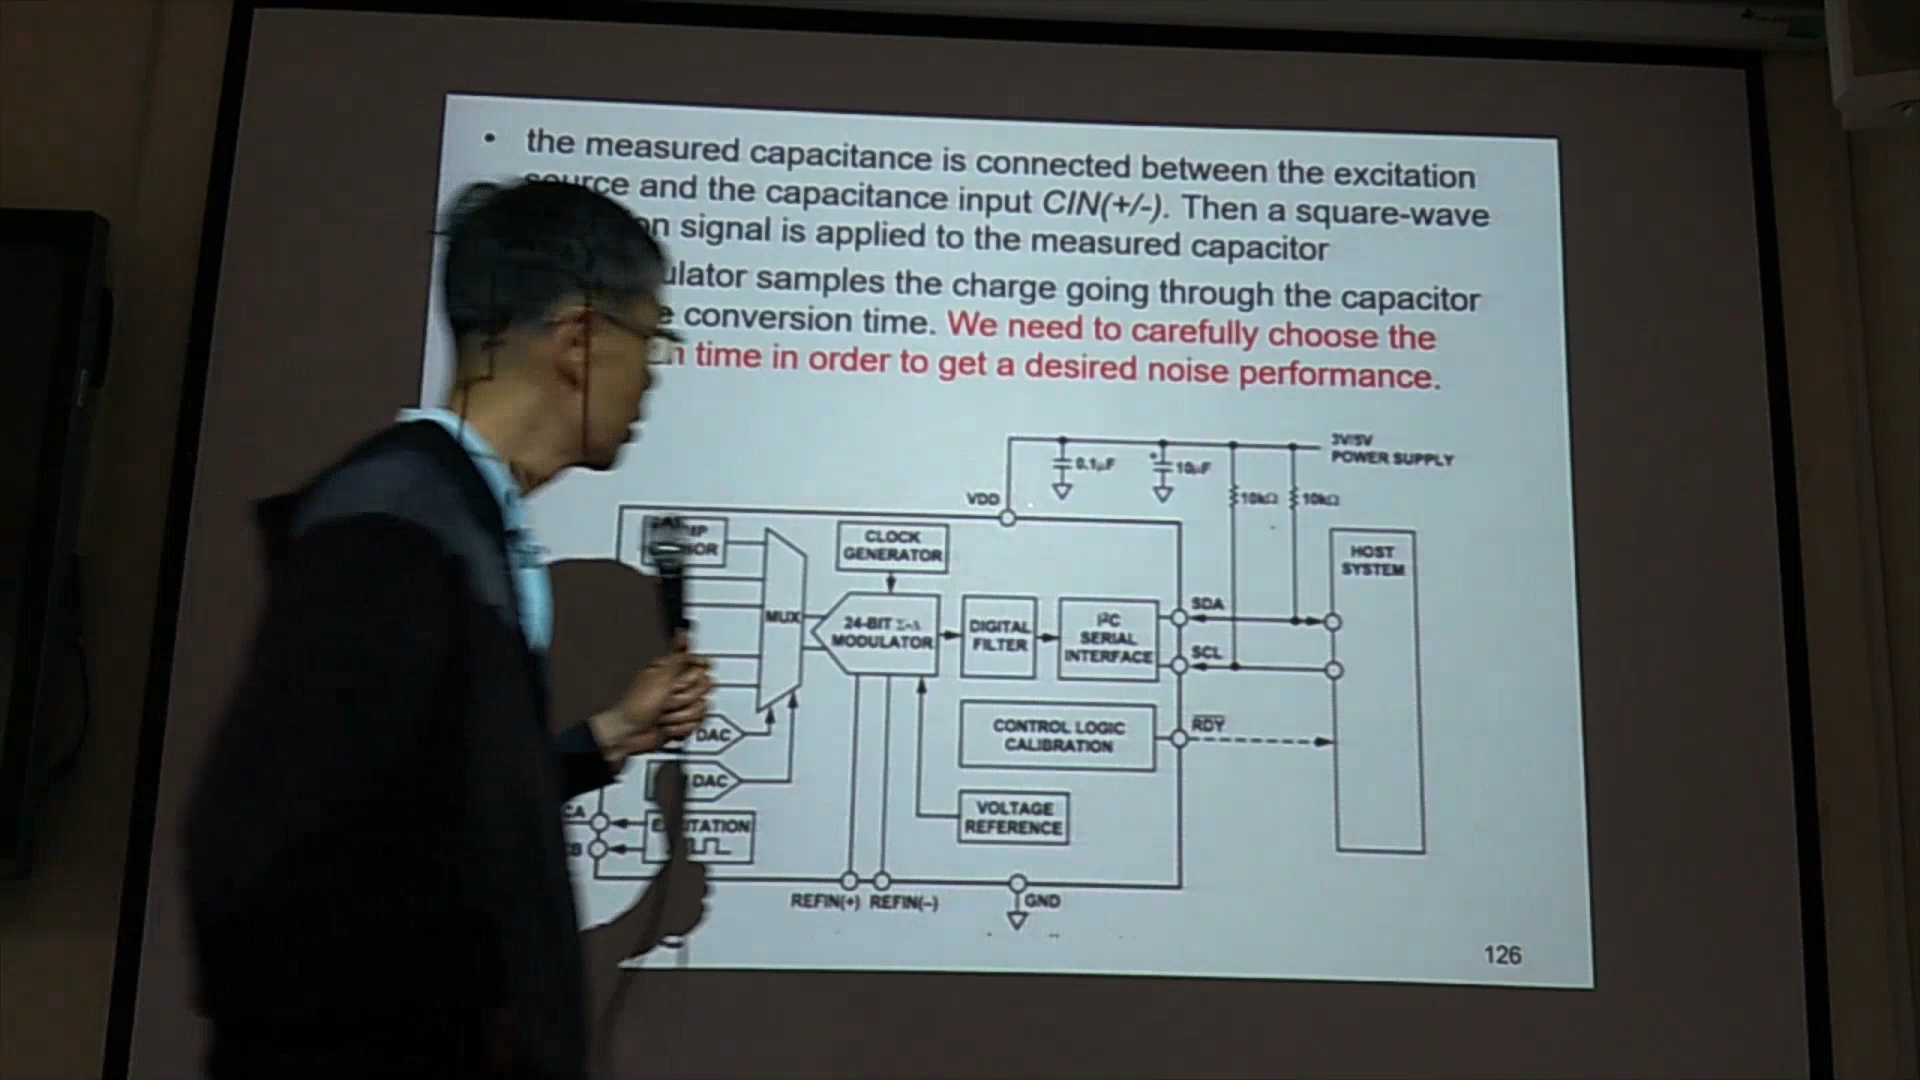 • the measured capacitance is connected between the excitation
source and the capacitance input CIN(+/-). Then a square-wave
signal is applied to the measured capacitor
samples the charge going through the capacitor
conversion time. We need to carefully choose the
time in order to get a desired noise performance.
3V/5V
POWER SUPPLY
0.1µF
10µF
VDD
10kΩ
10kΩ
CLOCK
GENERATOR
HOST
SYSTEM
MUX
24-BIT Σ-Δ
MODULATOR
DIGITAL
FILTER
I²C
SERIAL
INTERFACE
SDA
SCL
DAC
DAC
CONTROL LOGIC
CALIBRATION
RDY
VOLTAGE
REFERENCE
REFIN(+) REFIN(–)
GND
126